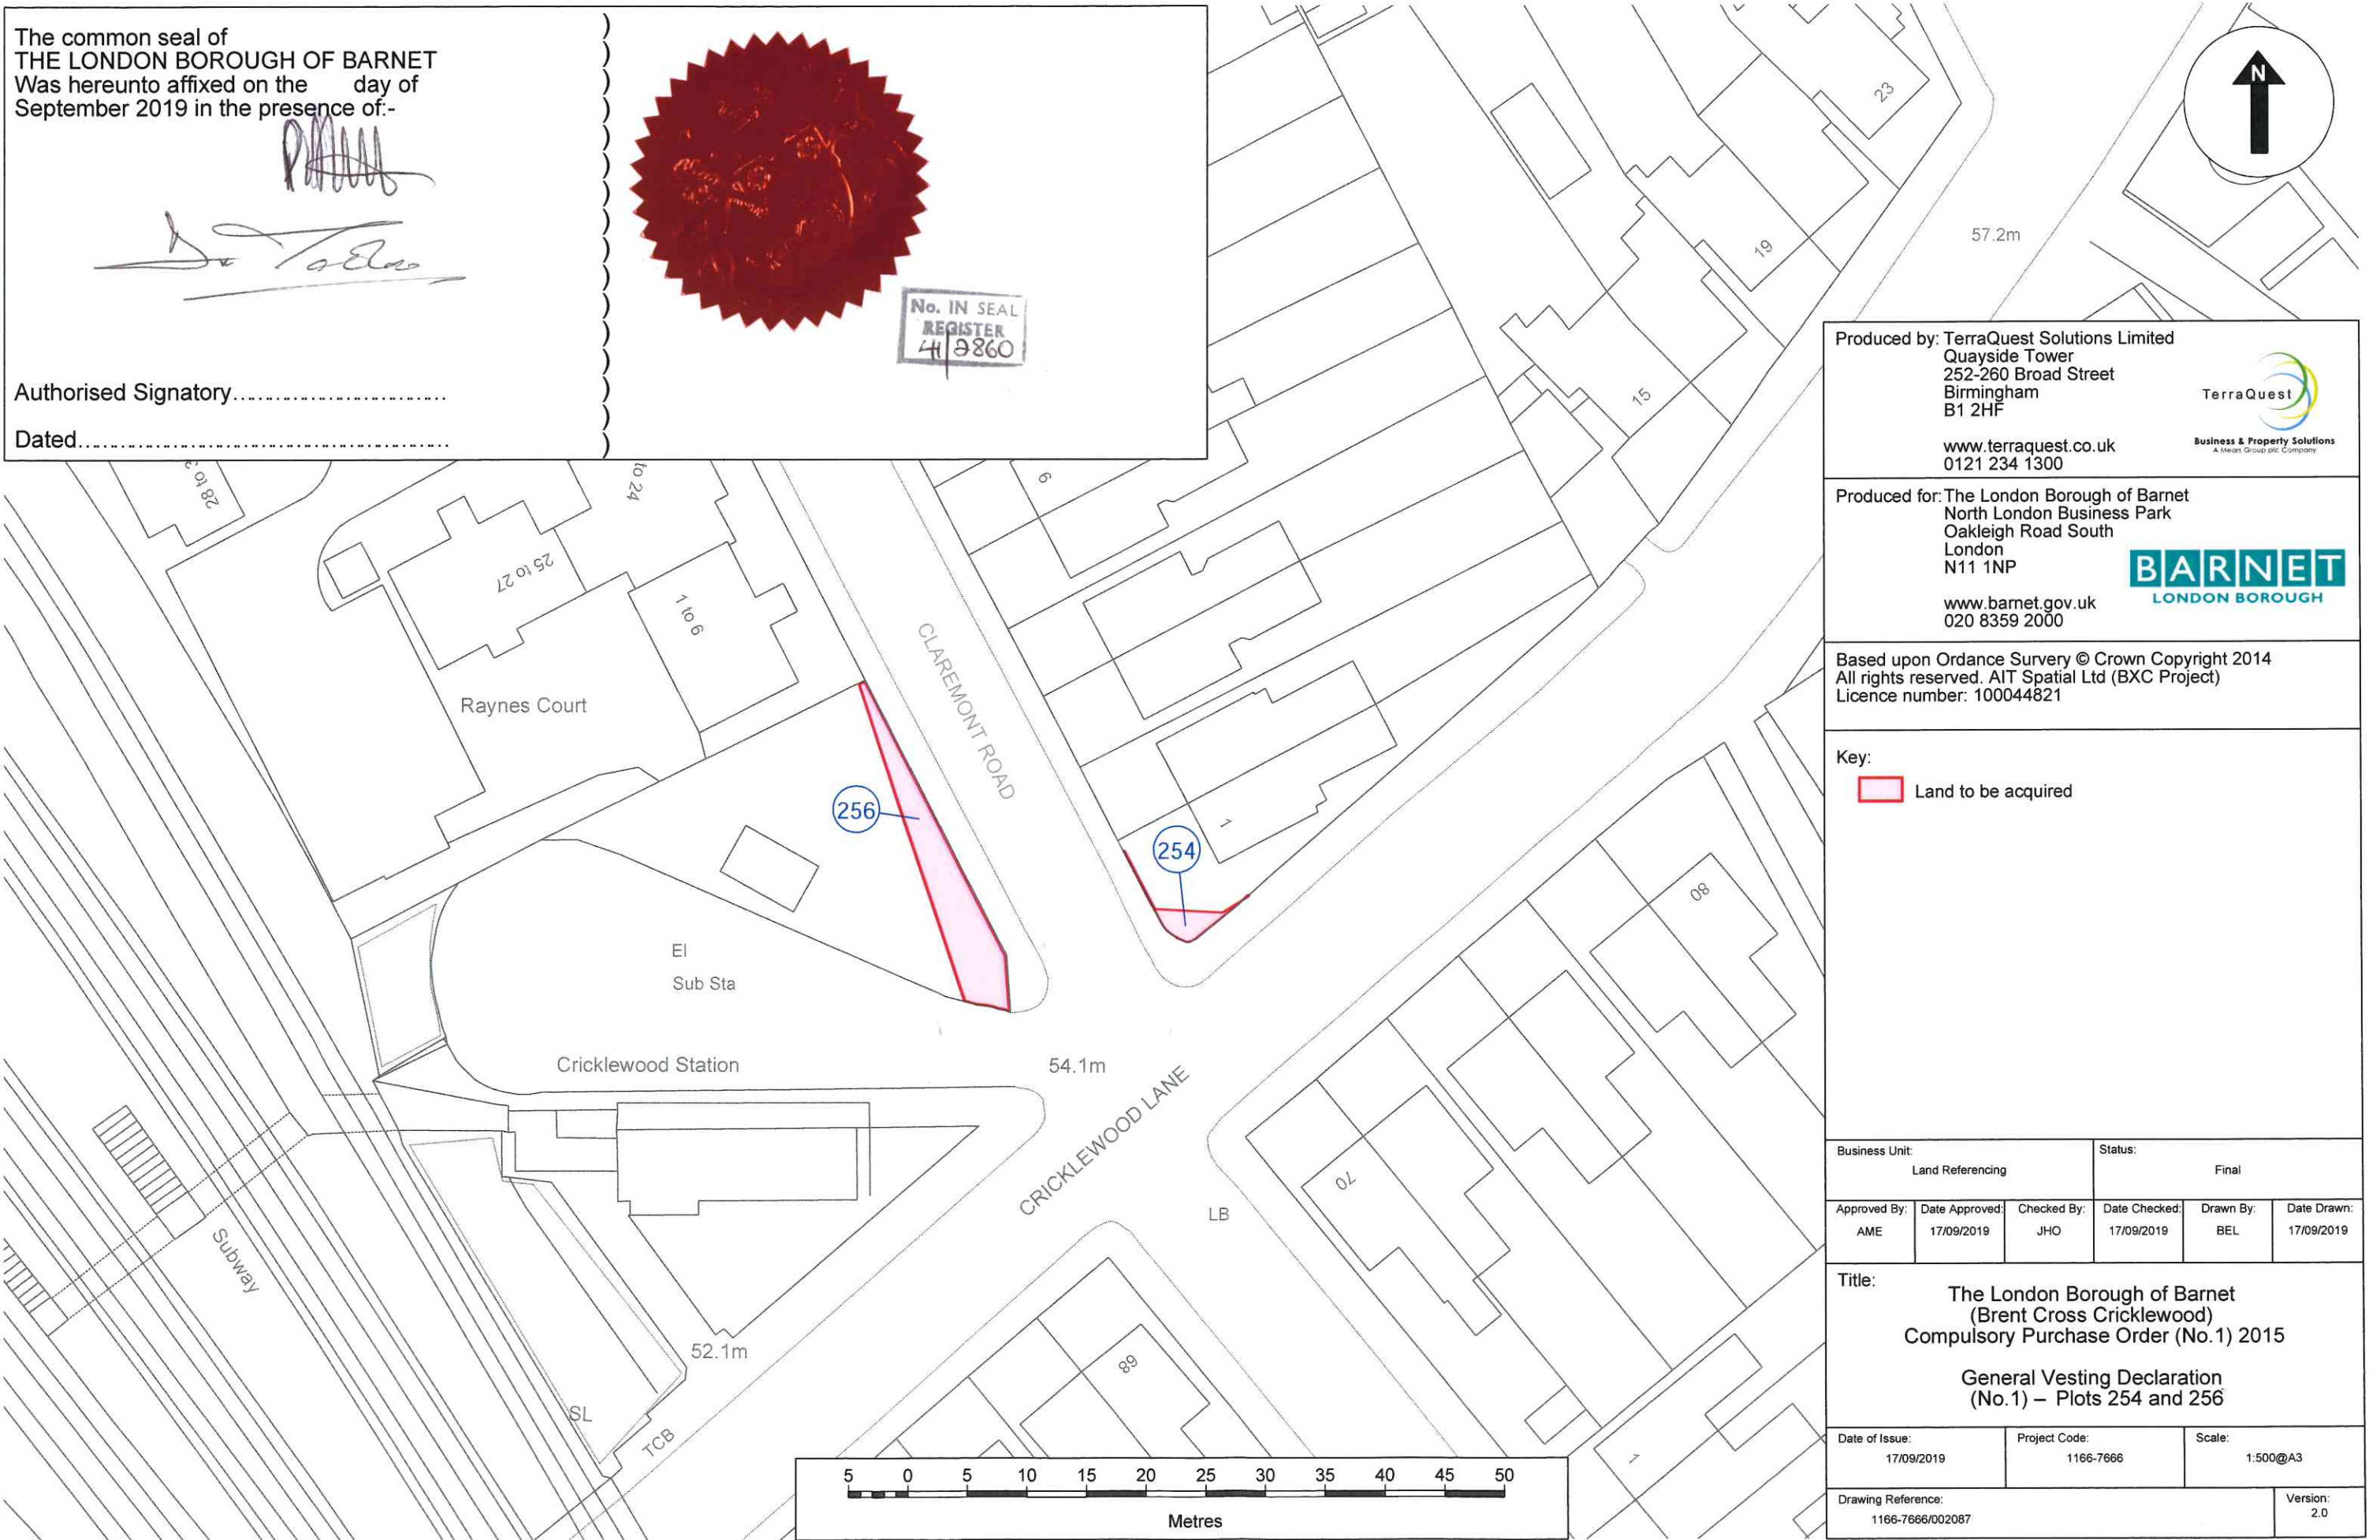 The common seal of
THE LONDON BOROUGH OF BARNET
Was hereunto affixed on the day of
September 2019 in the presence of:-
Authorised Signatory..............................
Dated....................................................
No. IN SEAL
REGISTER
41/2860
N
Produced by: TerraQuest Solutions Limited
Quayside Tower
252-260 Broad Street
Birmingham
B1 2HF
www.terraquest.co.uk
0121 234 1300
TerraQuest
Business & Property Solutions
A Mears Group plc Company
Produced for: The London Borough of Barnet
North London Business Park
Oakleigh Road South
London
N11 1NP
www.barnet.gov.uk
020 8359 2000
BARNET
LONDON BOROUGH
Based upon Ordance Survery © Crown Copyright 2014
All rights reserved. AIT Spatial Ltd (BXC Project)
Licence number: 100044821
Key:
Land to be acquired
Business Unit:
Land Referencing
Status:
Final
Approved By:
AME
Date Approved:
17/09/2019
Checked By:
JHO
Date Checked:
17/09/2019
Drawn By:
BEL
Date Drawn:
17/09/2019
Title:
The London Borough of Barnet
(Brent Cross Cricklewood)
Compulsory Purchase Order (No.1) 2015
General Vesting Declaration
(No.1) – Plots 254 and 256
Date of Issue:
17/09/2019
Project Code:
1166-7666
Scale:
1:500@A3
Drawing Reference:
1166-7666/002087
Version:
2.0
23
19
57.2m
15
28 to 3
to 24
25 to 27
1 to 6
9
Raynes Court
CLAREMONT ROAD
256
254
1
80
El
Sub Sta
Cricklewood Station
54.1m
CRICKLEWOOD LANE
70
LB
Subway
52.1m
68
SL
TCB
1
5 0 5 10 15 20 25 30 35 40 45 50
Metres